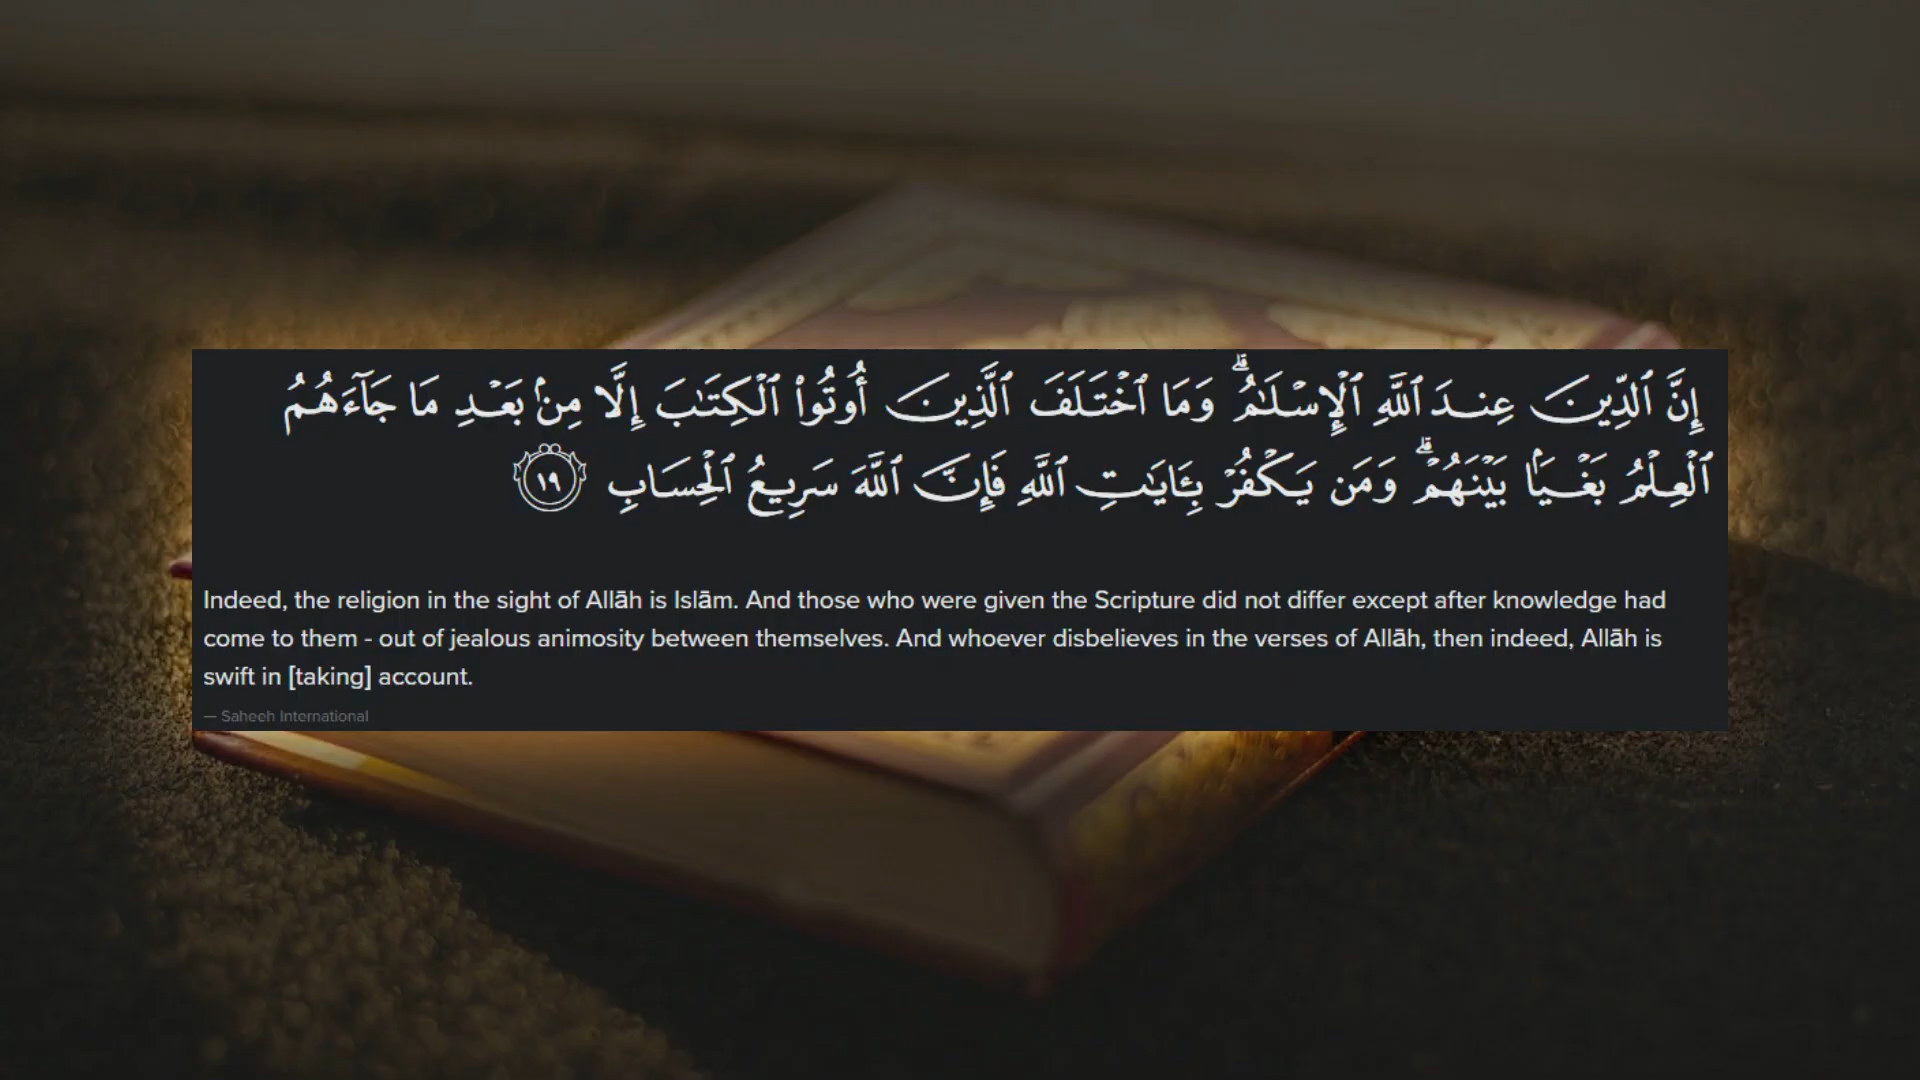 إِنَّ ٱلدِّينَ عِندَ ٱللَّهِ ٱلْإِسْلَـٰمُ ۗ وَمَا ٱخْتَلَفَ ٱلَّذِينَ أُوتُوا۟ ٱلْكِتَـٰبَ إِلَّا مِنۢ بَعْدِ مَا جَآءَهُمُ
ٱلْعِلْمُ بَغْيًۢا بَيْنَهُمْ ۗ وَمَن يَكْفُرْ بِـَٔايَـٰتِ ٱللَّهِ فَإِنَّ ٱللَّهَ سَرِيعُ ٱلْحِسَابِ ١٩
Indeed, the religion in the sight of Allāh is Islām. And those who were given the Scripture did not differ except after knowledge had
come to them - out of jealous animosity between themselves. And whoever disbelieves in the verses of Allāh, then indeed, Allāh is
swift in [taking] account.
— Saheeh International